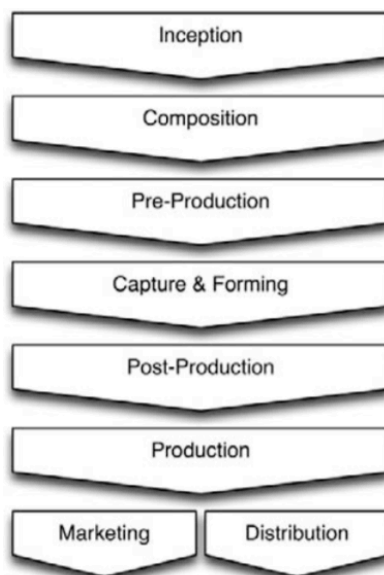 Inception
Composition
Pre-Production
Capture & Forming
Post-Production
Production
Marketing Distribution